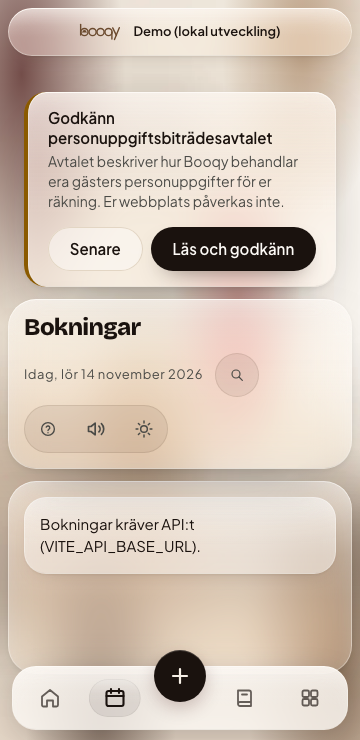 booqy Demo (lokal utveckling)
Godkänn
personuppgiftsbiträdesavtalet
Avtalet beskriver hur Booqy behandlar
era gästers personuppgifter för er
räkning. Er webbplats påverkas inte.
Senare Läs och godkänn
Bokningar
Idag, lör 14 november 2026
Bokningar kräver API:t
(VITE_API_BASE_URL).